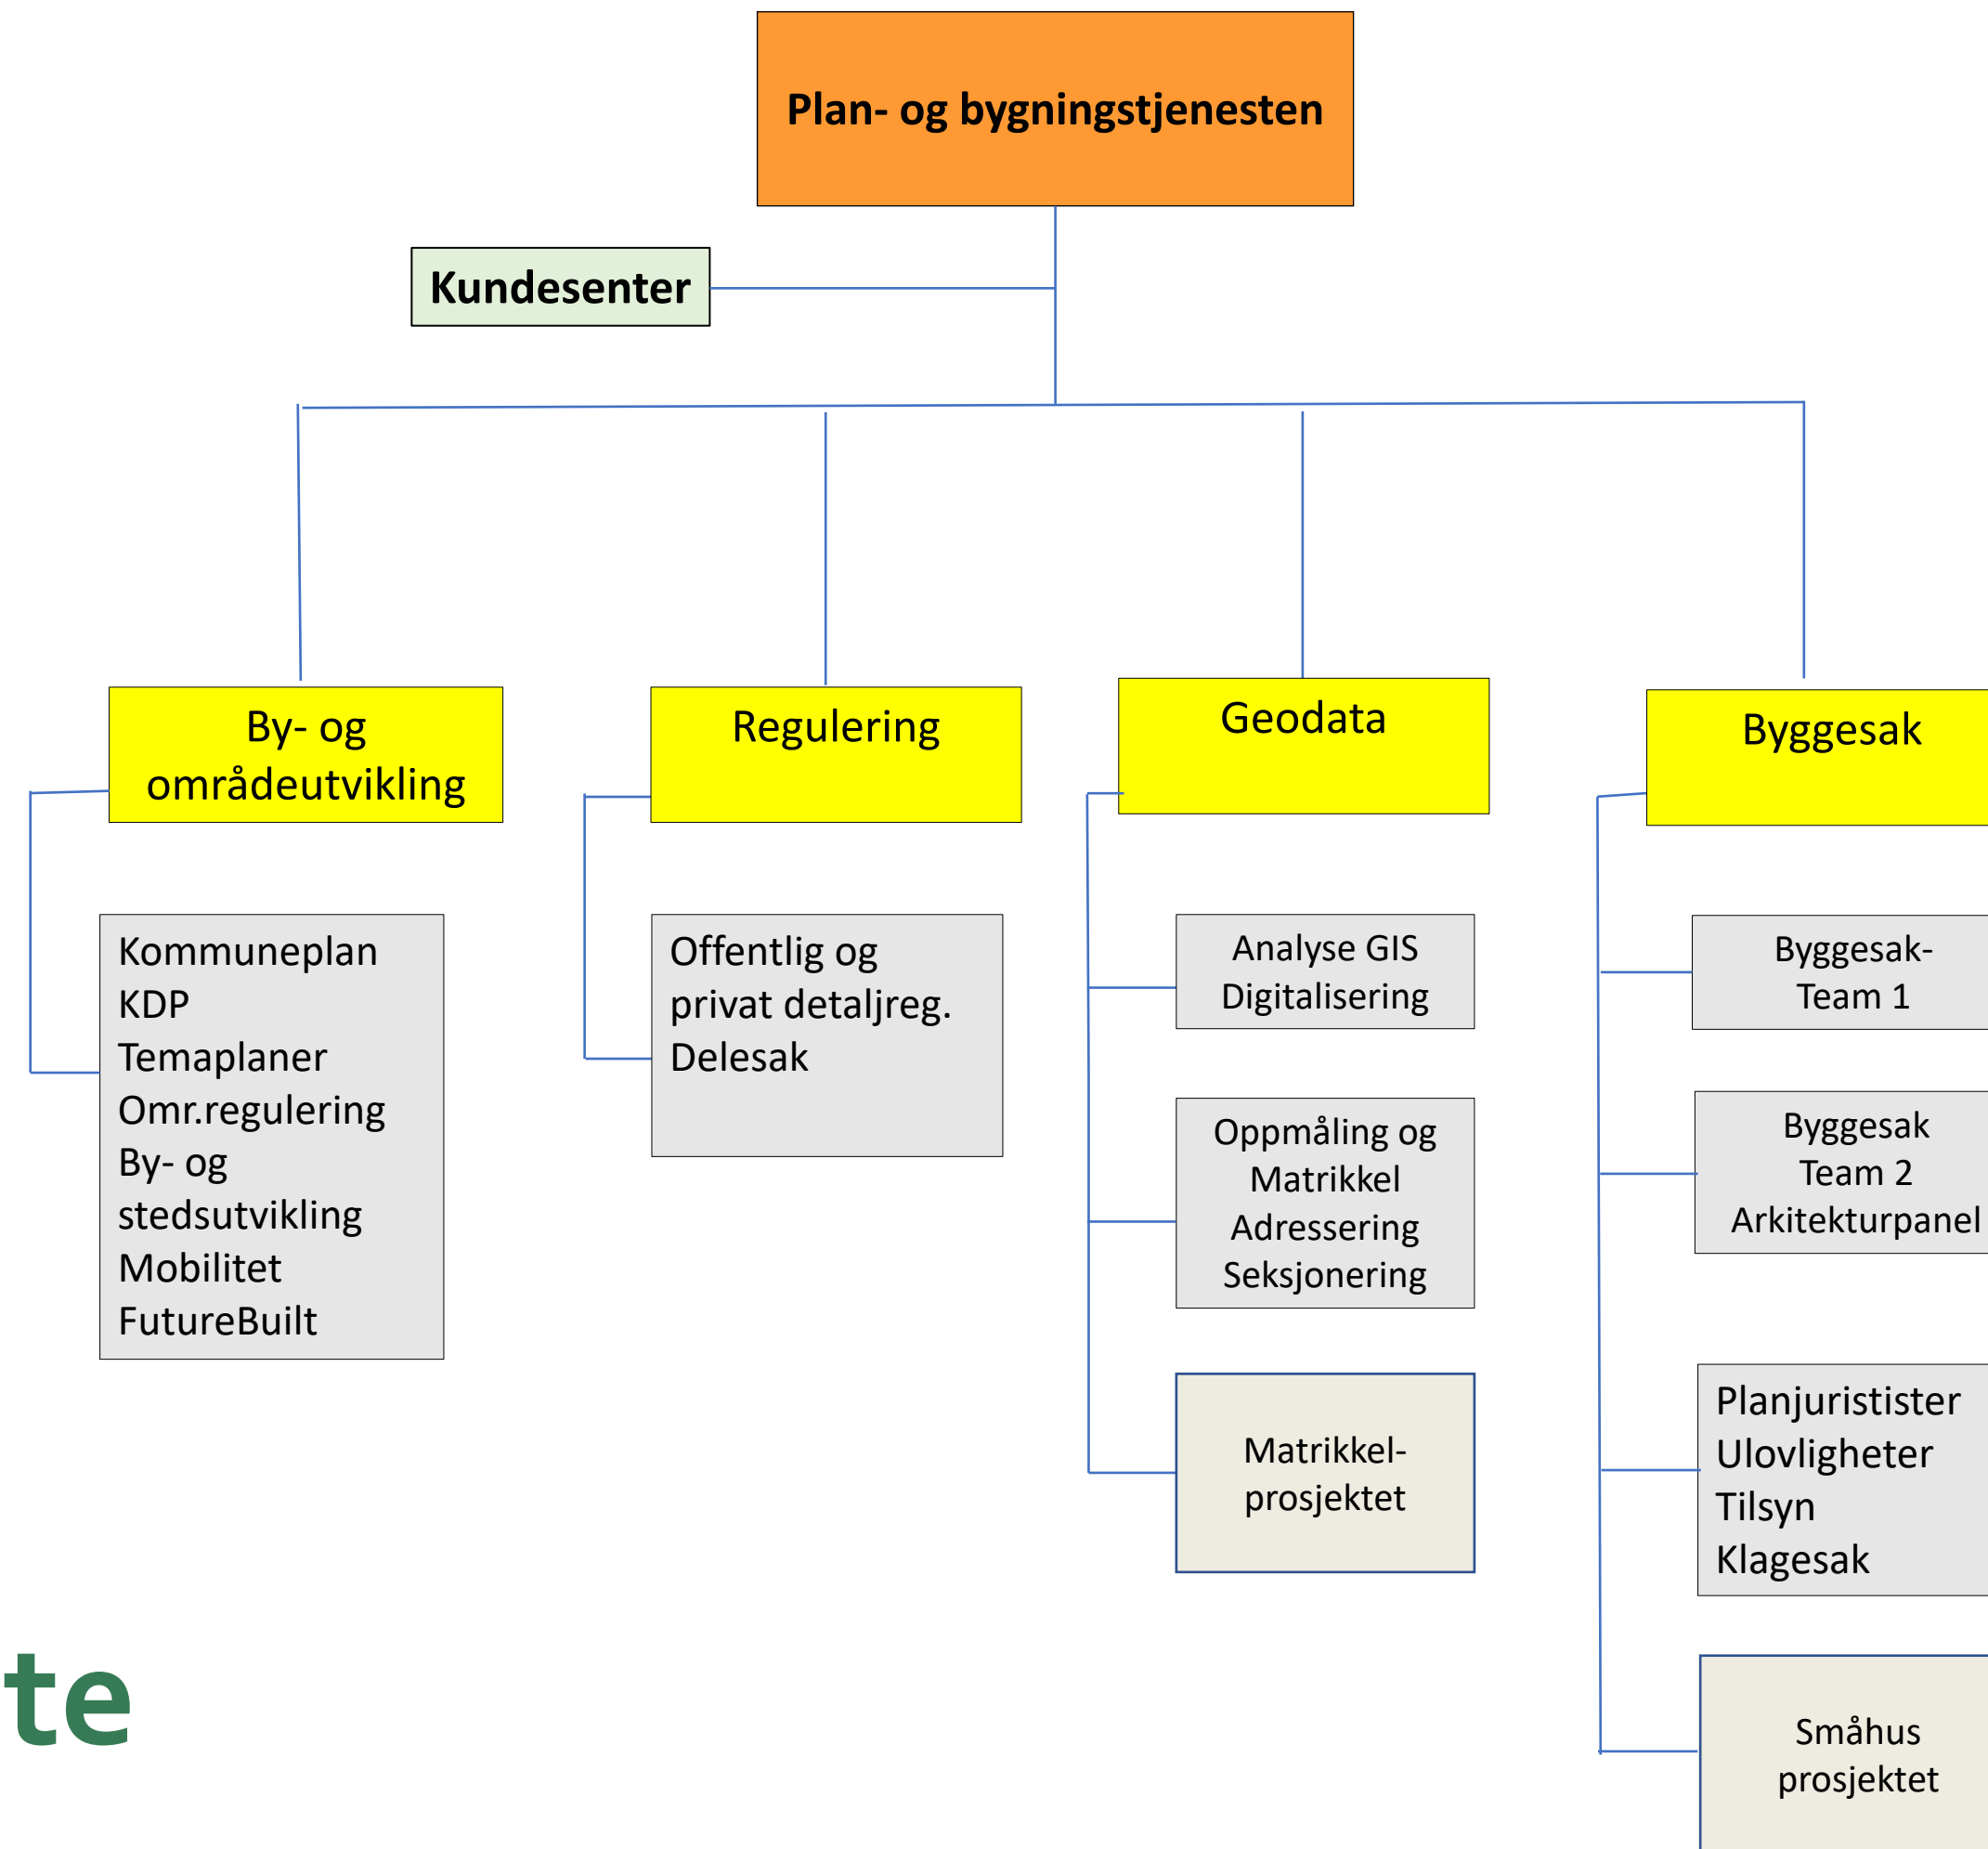 Plan- og bygningstjenesten
Kundesenter
By- og
områdeutvikling
Kommuneplan
KDP
Temaplaner
Omr.regulering
By- og
stedsutvikling
Mobilitet
FutureBuilt
Regulering
Offentlig og
privat detaljreg.
Delesak
Geodata
Analyse GIS
Digitalisering
Oppmåling og
Matrikkel
Adressering
Seksjonering
Matrikkel-
prosjektet
Byggesak
Byggesak-
Team 1
Byggesak
Team 2
Arkitekturpanel
Planjuristister
Ulovligheter
Tilsyn
Klagesak
Småhus
prosjektet
te